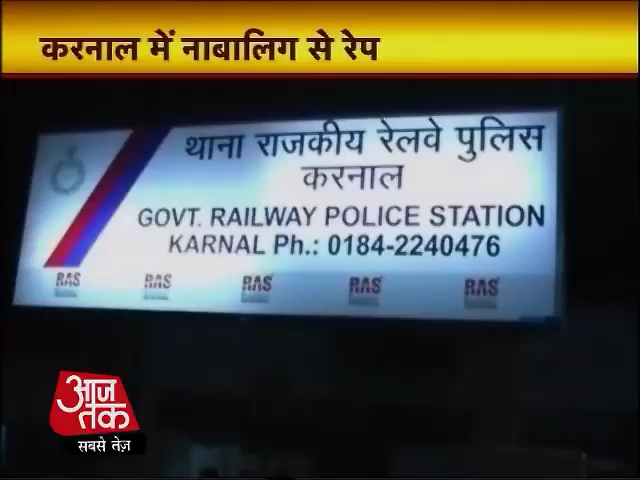 करनाल में नाबालिग से रेप
थाना राजकीय रेलवे पुलिस
करनाल
GOVT. RAILWAY POLICE STATION
KARNAL Ph.: 0184-2240476
RAS RAS RAS RAS RAS
आज
तक
सबसे तेज़